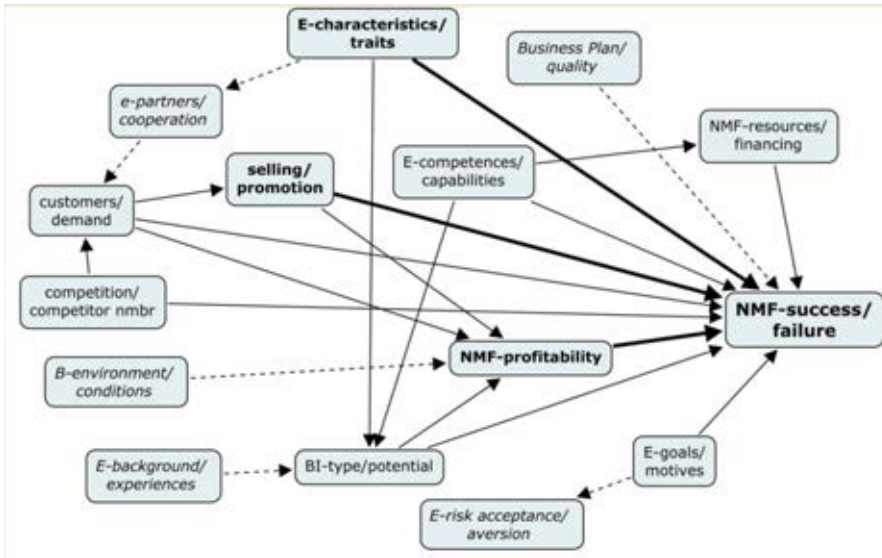 E-characteristics/
traits
Business Plan/
quality
e-partners/
cooperation
NMF-resources/
financing
selling/
promotion
E-competences/
capabilities
customers/
demand
competition/
competitor nmbr
NMF-success/
failure
NMF-profitability
B-environment/
conditions
E-background/
experiences
BI-type/potential
E-goals/
motives
E-risk acceptance/
aversion